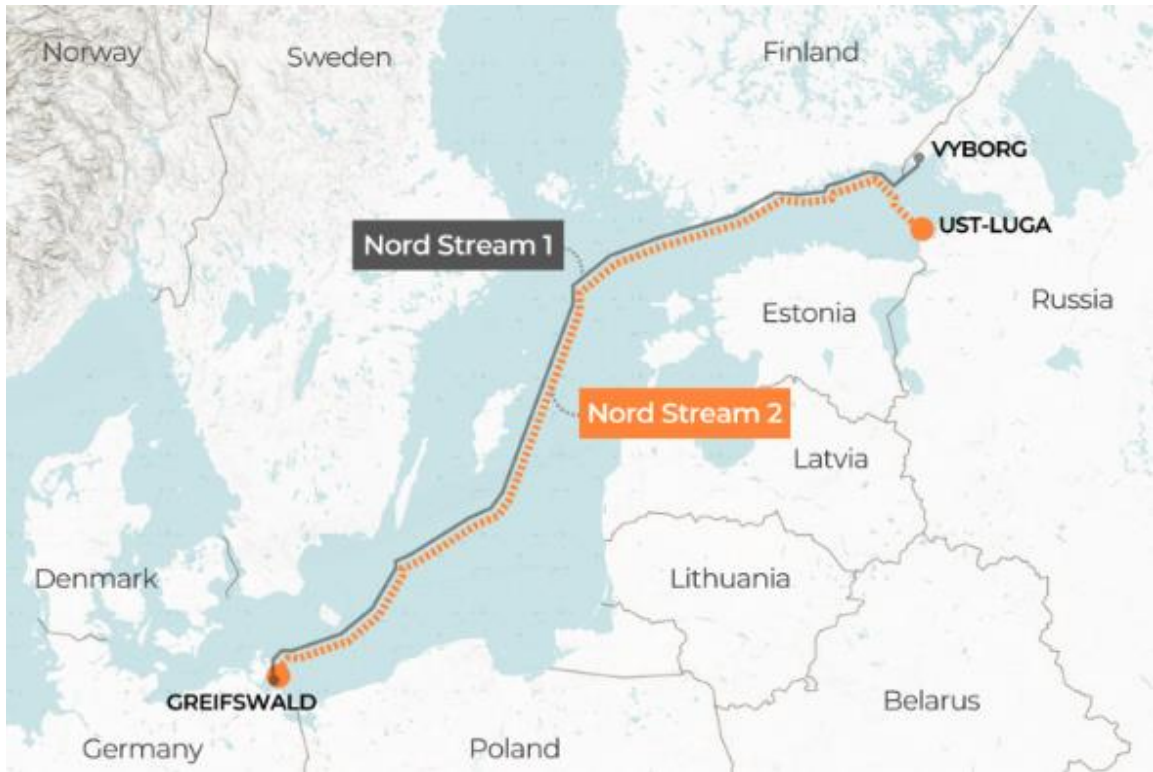 Norway
Sweden
Finland
VYBORG
UST-LUGA
Nord Stream 1
Russia
Estonia
Nord Stream 2
Latvia
Denmark
Lithuania
GREIFSWALD
Belarus
Germany
Poland